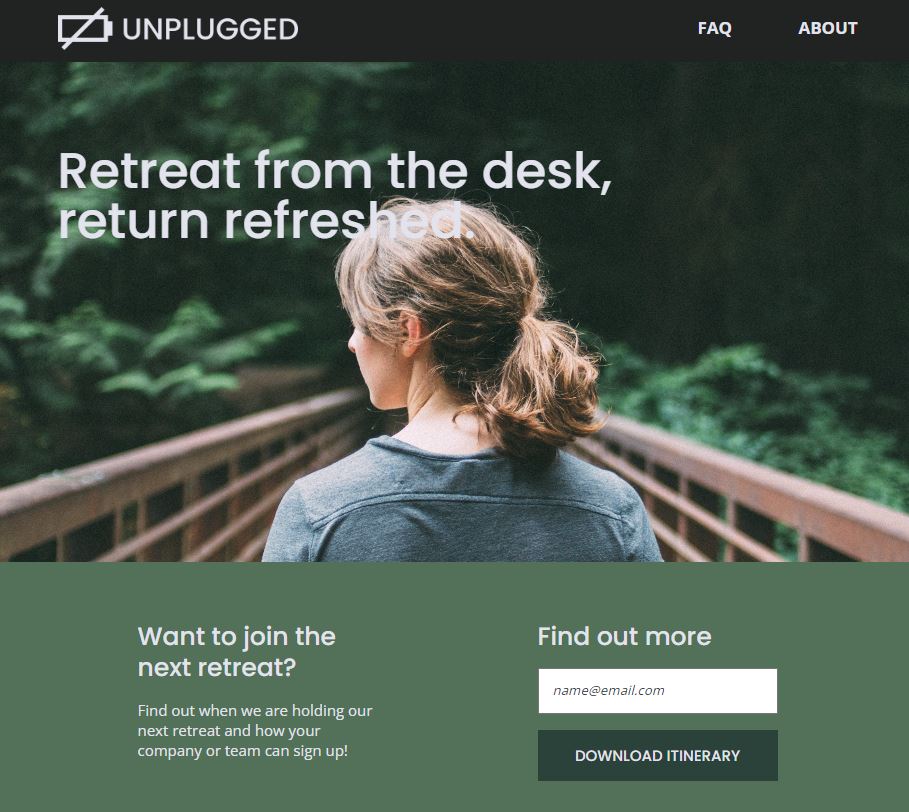 UNPLUGGED
FAQ
ABOUT
Retreat from the desk,
return refreshed.
Want to join the
next retreat?
Find out when we are holding our
next retreat and how your
company or team can sign up!
Find out more
name@email.com
DOWNLOAD ITINERARY